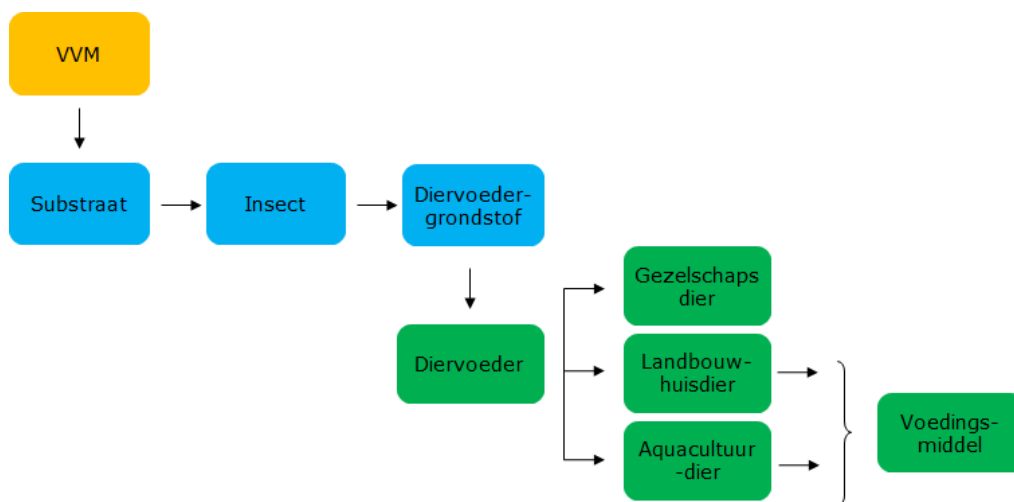 VVM
Substraat
Insect
Diervoeder-
grondstof
Diervoeder
Gezelschaps
dier
Landbouw-
huisdier
Aquacultuur
-dier
Voedings-
middel